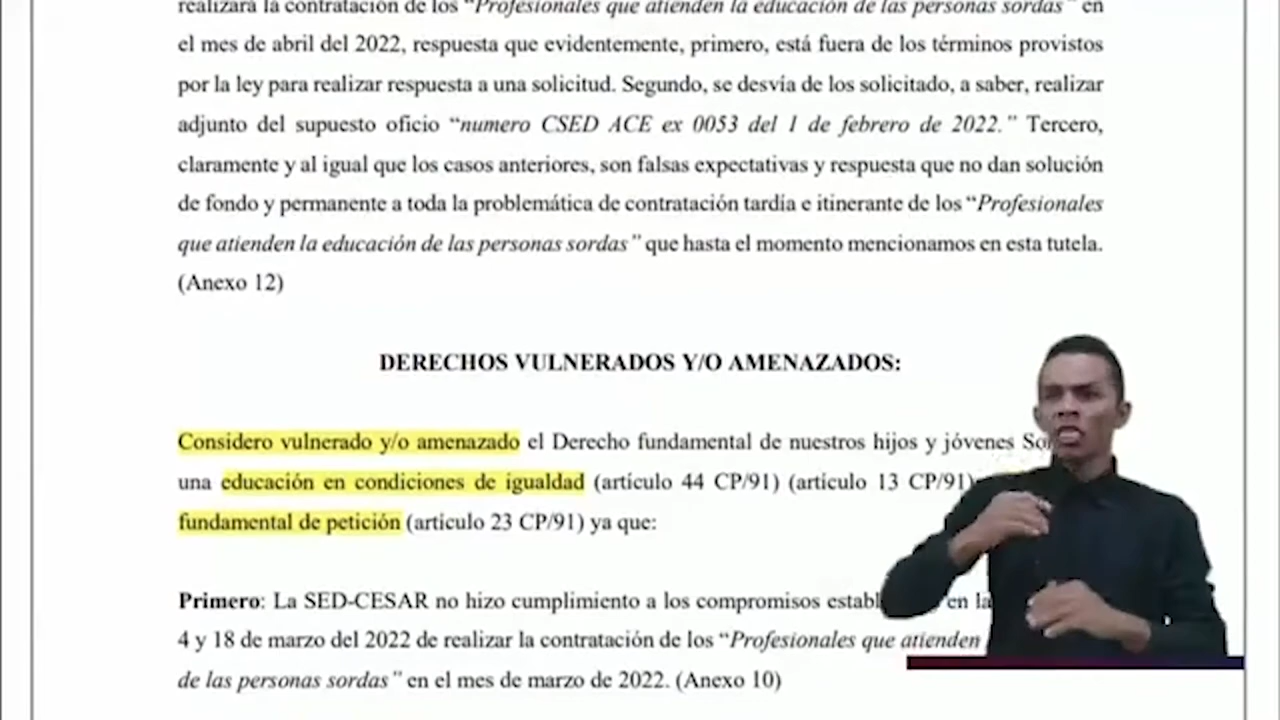 realizará la contratación de los “Profesionales que atienden la educación de las personas sordas” en
el mes de abril del 2022, respuesta que evidentemente, primero, está fuera de los términos provistos
por la ley para realizar respuesta a una solicitud. Segundo, se desvía de los solicitado, a saber, realizar
adjunto del supuesto oficio “numero CSED ACE ex 0053 del 1 de febrero de 2022.” Tercero,
claramente y al igual que los casos anteriores, son falsas expectativas y respuesta que no dan solución
de fondo y permanente a toda la problemática de contratación tardía e itinerante de los “Profesionales
que atienden la educación de las personas sordas” que hasta el momento mencionamos en esta tutela.
(Anexo 12)
DERECHOS VULNERADOS Y/O AMENAZADOS:
Considero vulnerado y/o amenazado el Derecho fundamental de nuestros hijos y jóvenes
una educación en condiciones de igualdad (artículo 44 CP/91) (artículo 13 CP/91)
fundamental de petición (artículo 23 CP/91) ya que:
Primero: La SED-CESAR no hizo cumplimiento a los compromisos en la
4 y 18 de marzo del 2022 de realizar la contratación de los “Profesionales que atienden
de las personas sordas” en el mes de marzo de 2022. (Anexo 10)